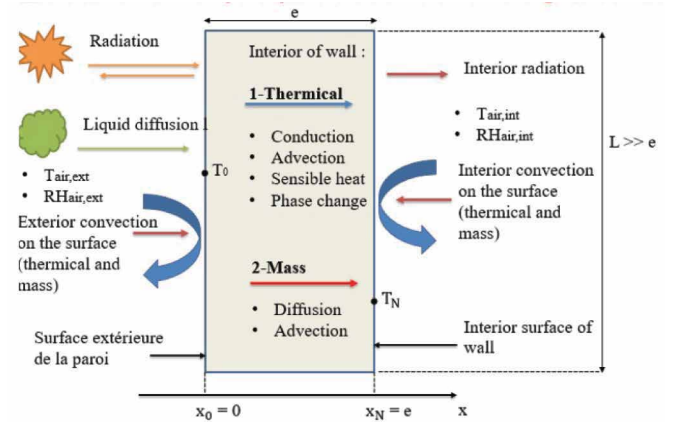 e
Radiation
Liquid diffusion l
• Tair,ext
• RHair,ext
Exterior convection
on the surface
(thermical and
mass)
Surface extérieure
de la paroi
Interior of wall :
1-Thermical
• Conduction
• Advection
• Sensible heat
• Phase change
T0
2-Mass
• Diffusion
• Advection
TN
Interior radiation
• Tair,int
• RHair,int
L >> e
Interior convection
on the surface
(thermical and
mass)
Interior surface of
wall
x0 = 0
xN = e
x